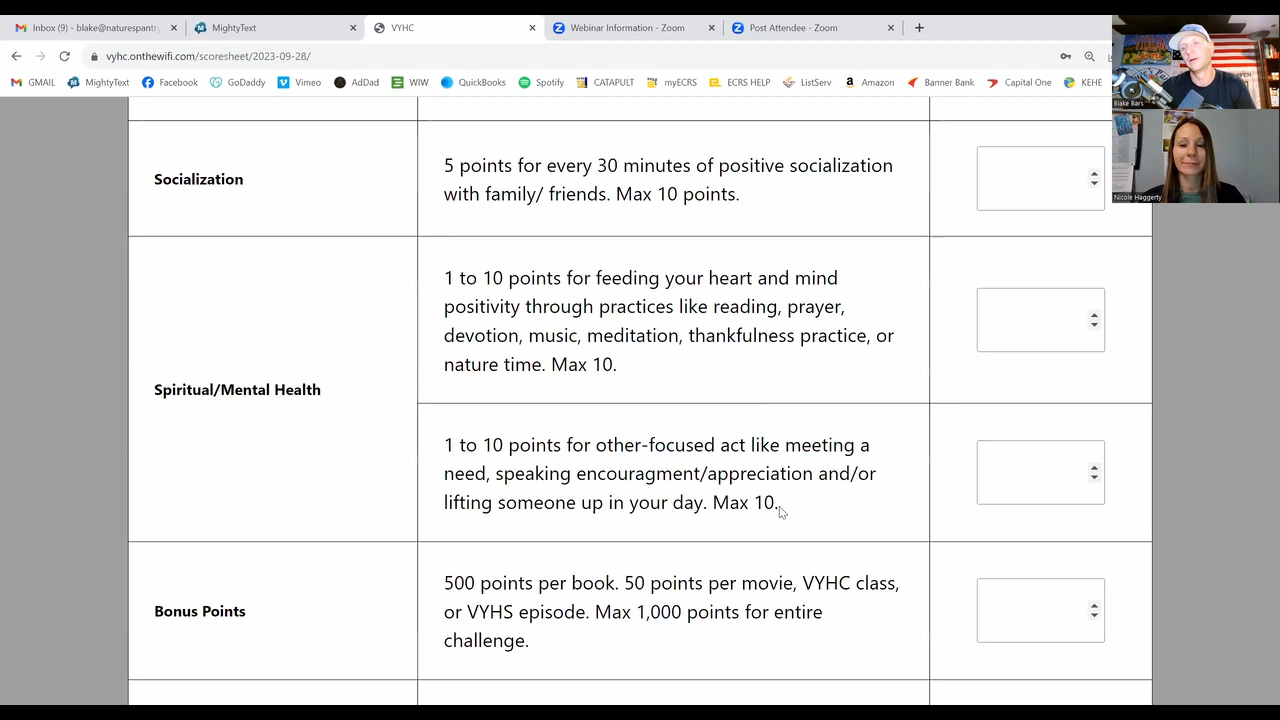 Inbox (9) - blake@naturespantr
MightyText
VYHC
Webinar Information - Zoom
Post Attendee - Zoom
vyhc.onthewifi.com/scoresheet/2023-09-28/
GMAIL
MightyText
Facebook
GoDaddy
Vimeo
AdDad
WIW
QuickBooks
Spotify
CATAPULT
myECRS
ECRS HELP
ListServ
Amazon
Banner Bank
Capital One
KEHE
Blake Bars
Nicole Haggerty
Socialization
5 points for every 30 minutes of positive socialization
with family/ friends. Max 10 points.
Spiritual/Mental Health
1 to 10 points for feeding your heart and mind
positivity through practices like reading, prayer,
devotion, music, meditation, thankfulness practice, or
nature time. Max 10.
1 to 10 points for other-focused act like meeting a
need, speaking encouragment/appreciation and/or
lifting someone up in your day. Max 10.
Bonus Points
500 points per book. 50 points per movie, VYHC class,
or VYHS episode. Max 1,000 points for entire
challenge.